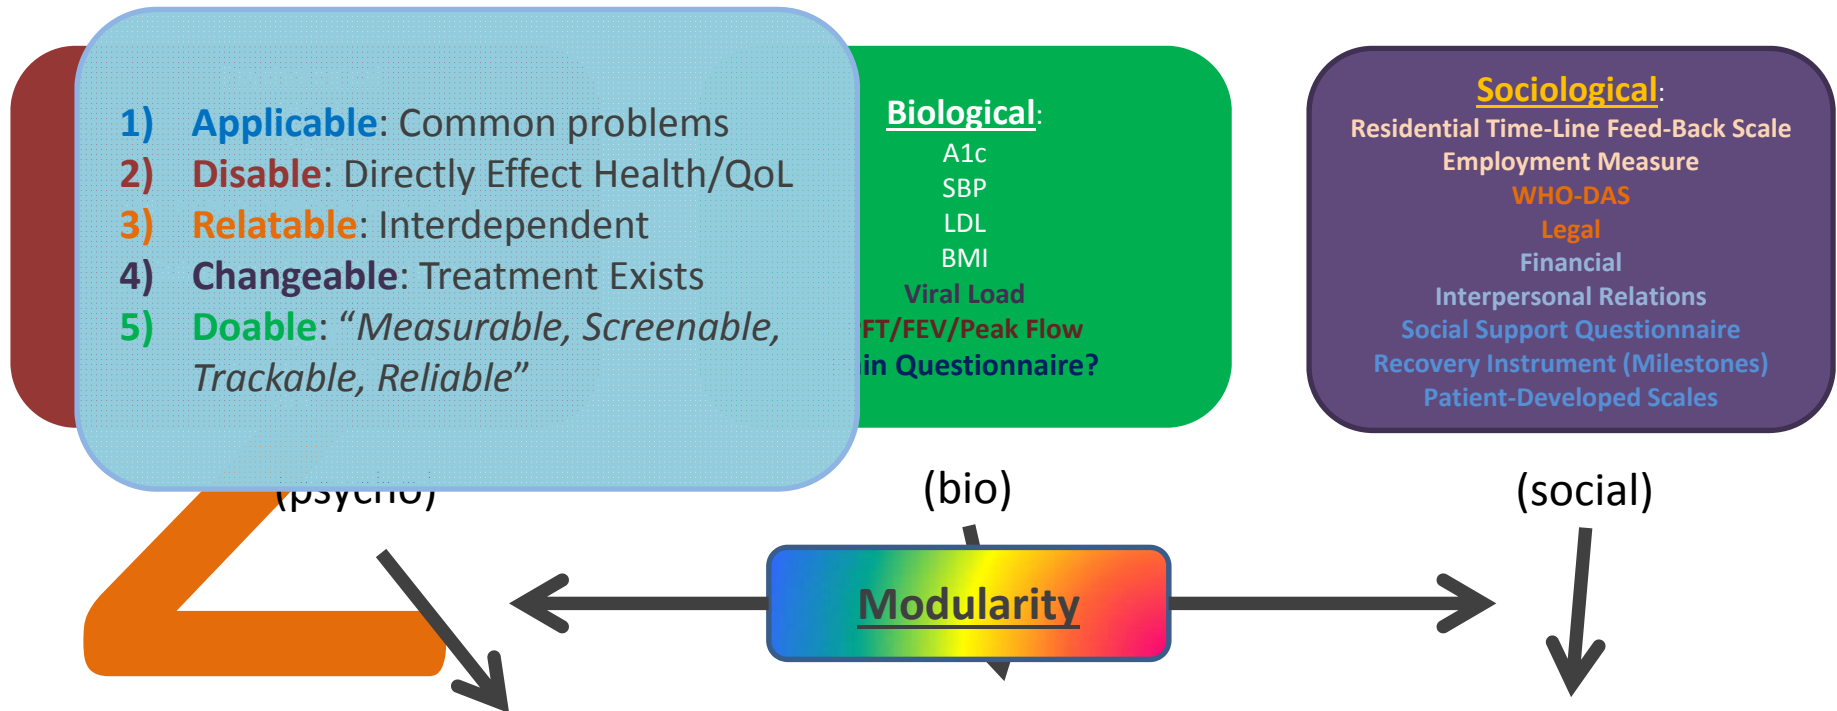 1) Applicable: Common problems
2) Disable: Directly Effect Health/QoL
3) Relatable: Interdependent
4) Changeable: Treatment Exists
5) Doable: “Measurable, Screenable,
Trackable, Reliable”
Biological:
A1c
SBP
LDL
BMI
Viral Load
FT/FEV/Peak Flow
in Questionnaire?
Sociological:
Residential Time-Line Feed-Back Scale
Employment Measure
WHO-DAS
Legal
Financial
Interpersonal Relations
Social Support Questionnaire
Recovery Instrument (Milestones)
Patient-Developed Scales
(psycho)
(bio)
(social)
Modularity